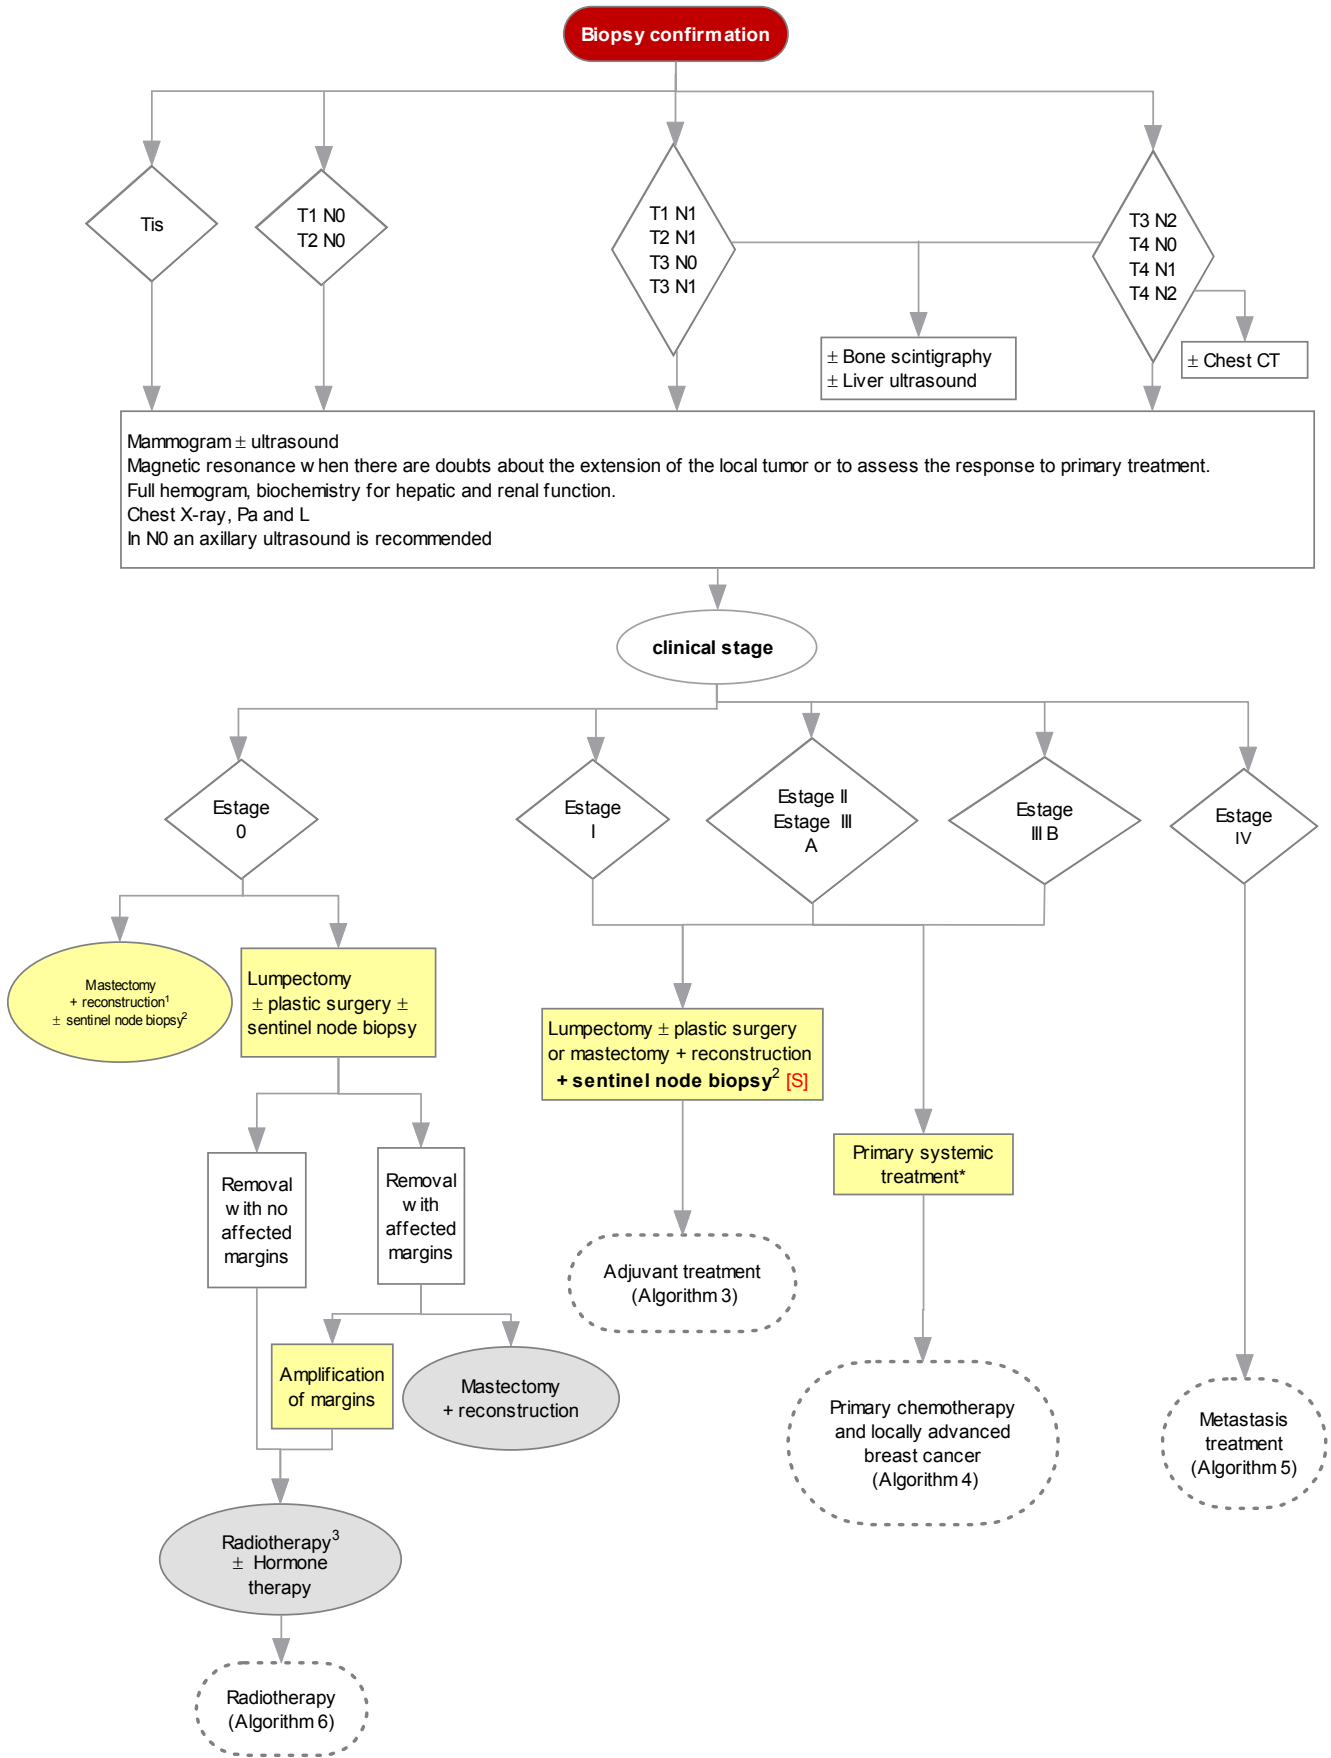 Biopsy confirmation
Tis
T1 N0
T2 N0
T1 N1
T2 N1
T3 N0
T3 N1
T3 N2
T4 N0
T4 N1
T4 N2
± Bone scintigraphy
± Liver ultrasound
± Chest CT
Mammogram ± ultrasound
Magnetic resonance when there are doubts about the extension of the local tumor or to assess the response to primary treatment.
Full hemogram, biochemistry for hepatic and renal function.
Chest X-ray, Pa and L
In N0 an axillary ultrasound is recommended
clinical stage
Estage
0
Estage
I
Estage II
Estage III
A
Estage
III B
Estage
IV
Mastectomy
+ reconstruction¹
± sentinel node biopsy²
Lumpectomy
± plastic surgery ±
sentinel node biopsy
Lumpectomy ± plastic surgery
or mastectomy + reconstruction
+ sentinel node biopsy² [S]
Primary systemic
treatment*
Removal
with no
affected
margins
Removal
with
affected
margins
Adjuvant treatment
(Algorithm 3)
Amplification
of margins
Mastectomy
+ reconstruction
Primary chemotherapy
and locally advanced
breast cancer
(Algorithm 4)
Metastasis
treatment
(Algorithm 5)
Radiotherapy³
± Hormone
therapy
Radiotherapy
(Algorithm 6)